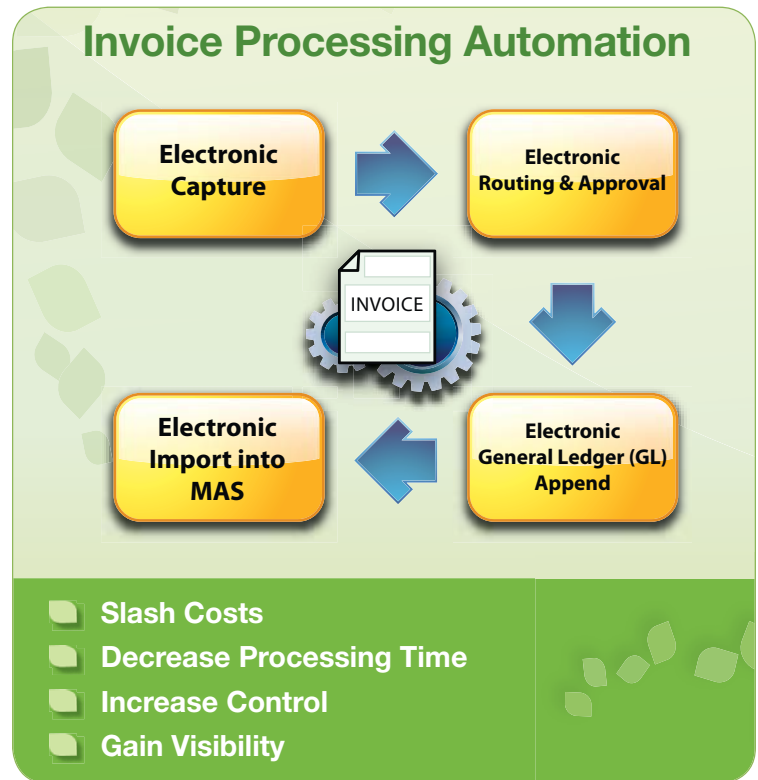 Invoice Processing Automation
Electronic
Capture
Electronic
Routing & Approval
INVOICE
Electronic
Import into
MAS
Electronic
General Ledger (GL)
Append
Slash Costs
Decrease Processing Time
Increase Control
Gain Visibility